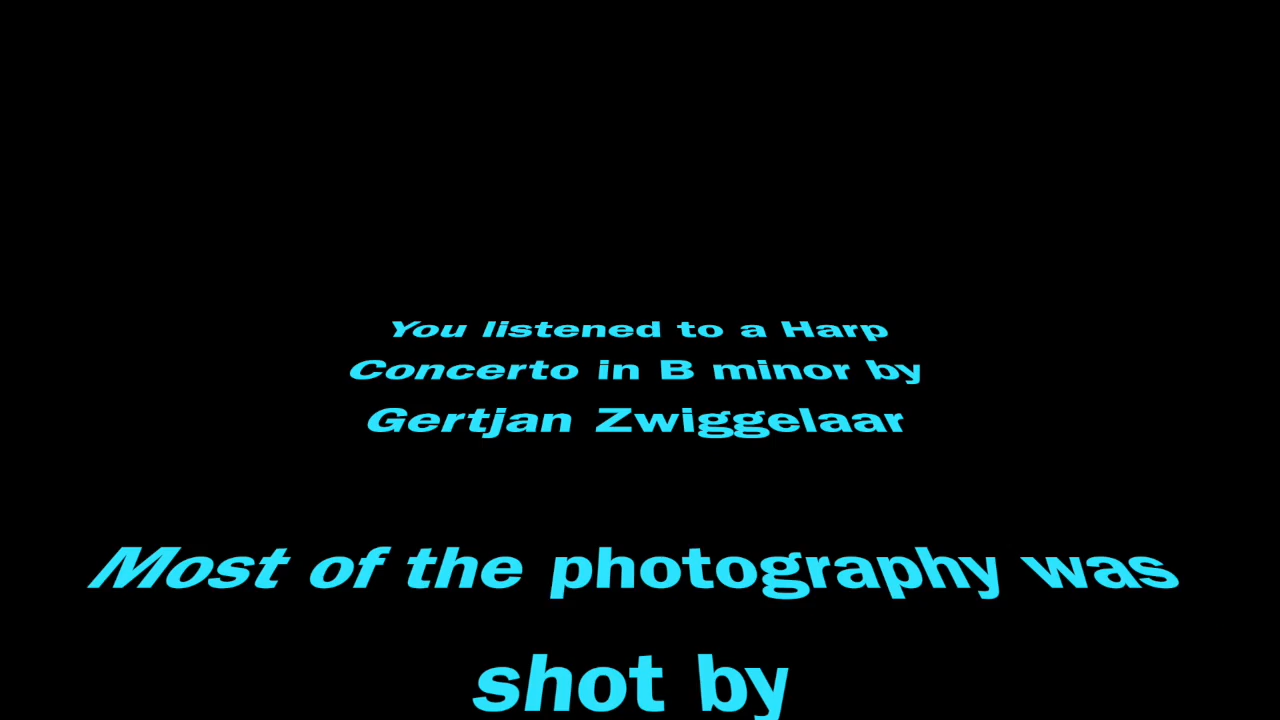 You listened to a Harp
Concerto in B minor by
Gertjan Zwiggelaar
Most of the photography was
shot by